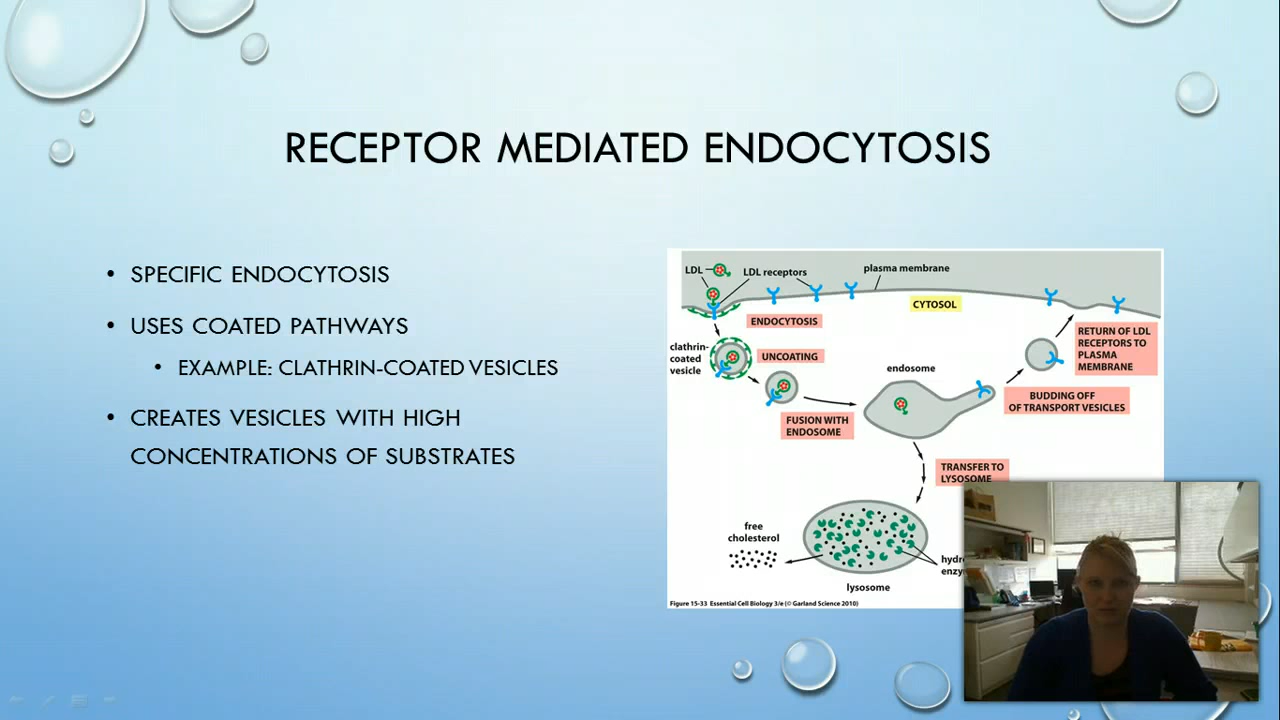 RECEPTOR MEDIATED ENDOCYTOSIS
• SPECIFIC ENDOCYTOSIS
• USES COATED PATHWAYS
• EXAMPLE: CLATHRIN-COATED VESICLES
• CREATES VESICLES WITH HIGH
CONCENTRATIONS OF SUBSTRATES
LDL
LDL receptors
plasma membrane
CYTOSOL
ENDOCYTOSIS
clathrin-
coated
vesicle
UNCOATING
RETURN OF LDL
RECEPTORS TO
PLASMA
MEMBRANE
endosome
BUDDING OFF
OF TRANSPORT VESICLES
FUSION WITH
ENDOSOME
TRANSFER TO
LYSOSOME
free
cholesterol
lysosome
Figure 15-33 Essential Cell Biology 3/e (© Garland Science 2010)